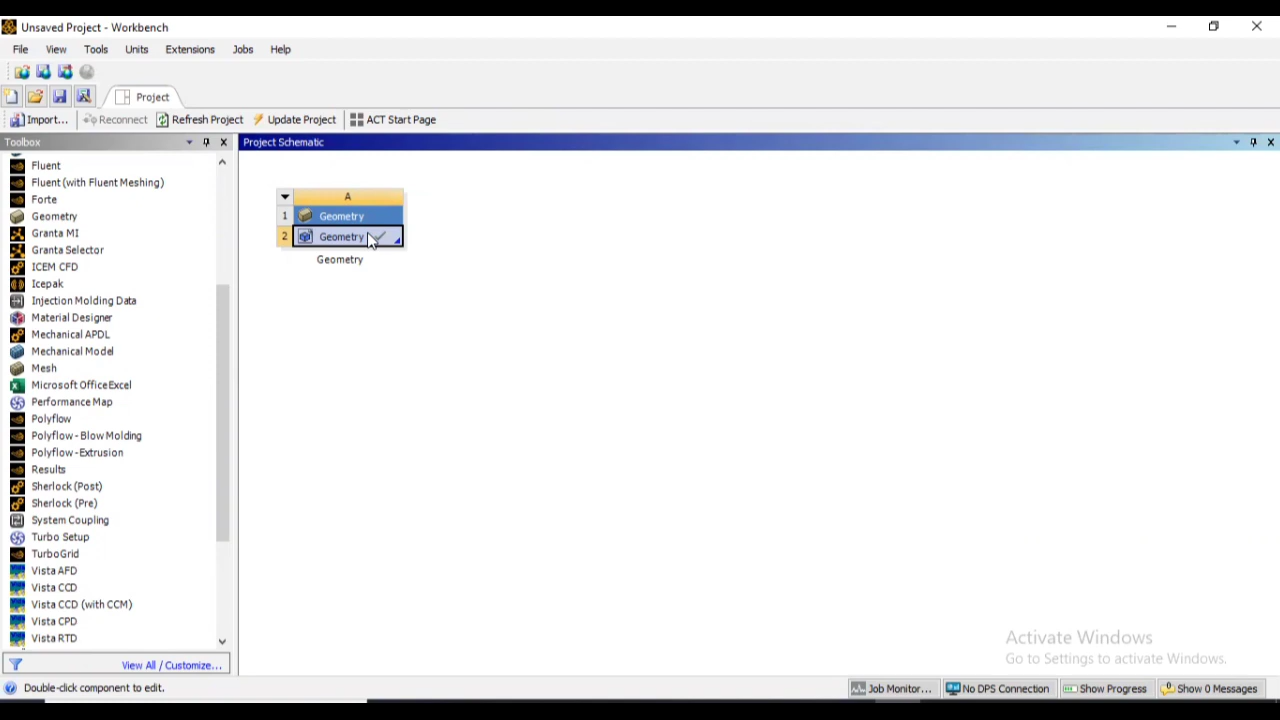 Unsaved Project - Workbench
File View Tools Units Extensions Jobs Help
Project
Import... Reconnect Refresh Project Update Project ACT Start Page
Toolbox
Fluent
Fluent (with Fluent Meshing)
Forte
Geometry
Granta MI
Granta Selector
ICEM CFD
Icepak
Injection Molding Data
Material Designer
Mechanical APDL
Mechanical Model
Mesh
Microsoft Office Excel
Performance Map
Polyflow
Polyflow - Blow Molding
Polyflow - Extrusion
Results
Sherlock (Post)
Sherlock (Pre)
System Coupling
Turbo Setup
TurboGrid
Vista AFD
Vista CCD
Vista CCD (with CCM)
Vista CPD
Vista RTD
View All / Customize...
Project Schematic
A
1 Geometry
2 Geometry
Geometry
Activate Windows
Go to Settings to activate Windows.
Double-click component to edit.
Job Monitor... No DPS Connection Show Progress Show 0 Messages